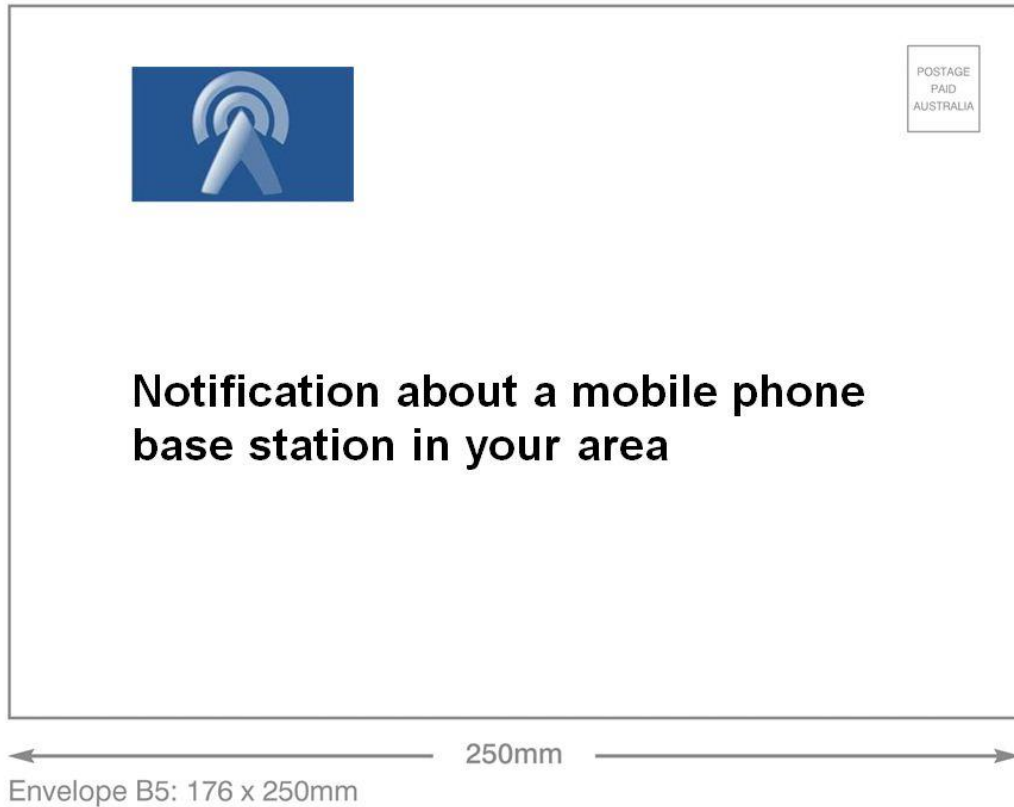 POSTAGE
PAID
AUSTRALIA
Notification about a mobile phone
base station in your area
250mm
Envelope B5: 176 x 250mm